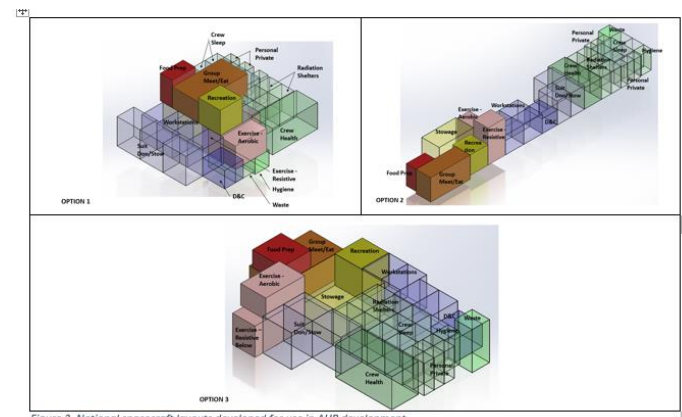 Crew
Sleep
Personal
Private
Food Prep
Group
Meet/Eat
Radiation
Shelters
Recreation
Workstations
Exercise -
Aerobic
Crew
Health
Suit
Don/Stow
Exercise -
Resistive
Hygiene
D&C
Waste
OPTION 1
Waste
Personal
Private
Crew
Sleep
Hygiene
Crew
Health
Radiation
Shelters
Personal
Private
Suit
Don/Stow
Workstations
Exercise -
Aerobic
D&C
Stowage
Exercise
Resistive
Recrea
tion
Food Prep
Group
Meet/Eat
OPTION 2
Group
Meet/Eat
Food Prep
Recreation
Exercise -
Aerobic
Workstations
Stowage
Radiation
Shelters
Exercise -
Resistive
Below
Suit
Don/Stow
Crew
Sleep
D&C
Waste
Hygiene
Personal
Private
Crew
Health
OPTION 3